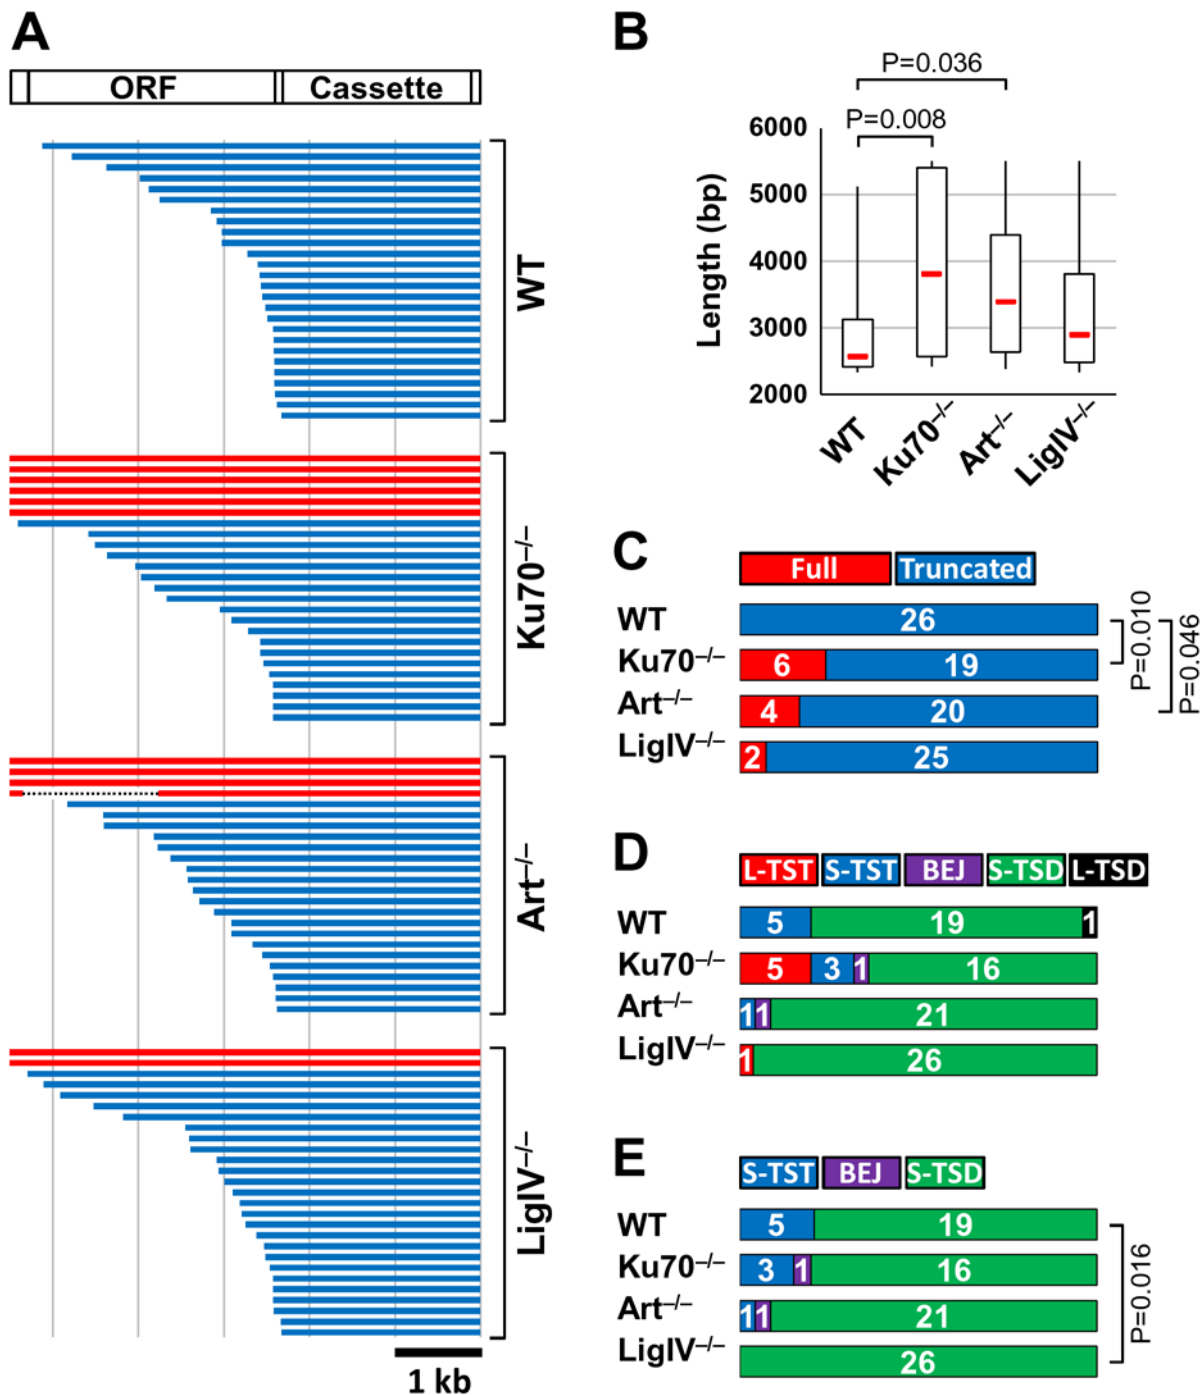 A
ORF Cassette
WT
Ku70–/–
Art–/–
LigIV–/–
1 kb
B
P=0.036
P=0.008
Length (bp)
6000
5000
4000
3000
2000
WT Ku70–/– Art–/– LigIV–/–
C
Full Truncated
WT 26
Ku70–/– 6 19
Art–/– 4 20
LigIV–/– 2 25
P=0.010
P=0.046
D
L-TST S-TST BEJ S-TSD L-TSD
WT 5 19 1
Ku70–/– 5 3 1 16
Art–/– 1 1 21
LigIV–/– 1 26
E
S-TST BEJ S-TSD
WT 5 19
Ku70–/– 3 1 16
Art–/– 1 1 21
LigIV–/– 26
P=0.016